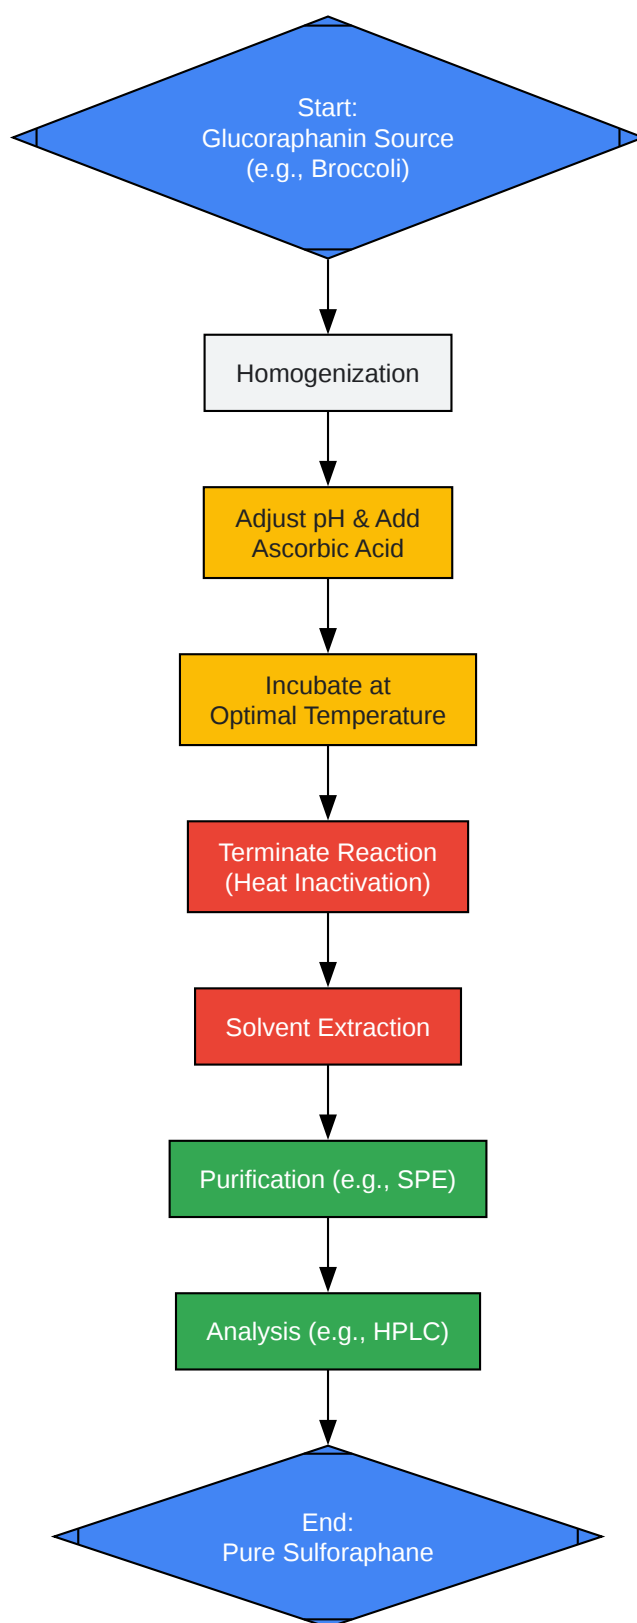 Start:
Glucoraphanin Source
(e.g., Broccoli)
Homogenization
Adjust pH & Add
Ascorbic Acid
Incubate at
Optimal Temperature
Terminate Reaction
(Heat Inactivation)
Solvent Extraction
Purification (e.g., SPE)
Analysis (e.g., HPLC)
End:
Pure Sulforaphane